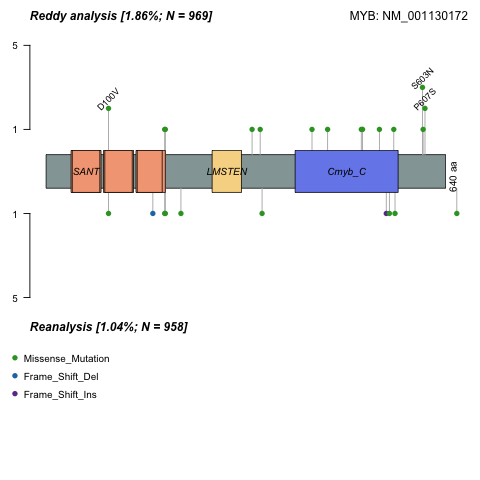 Reddy analysis [1.86%; N = 969]
MYB: NM_001130172
5
S603N
D100V
P607S
1
SANT
LMSTEN
Cmyb_C
640 aa
1
5
Reanalysis [1.04%; N = 958]
Missense_Mutation
Frame_Shift_Del
Frame_Shift_Ins